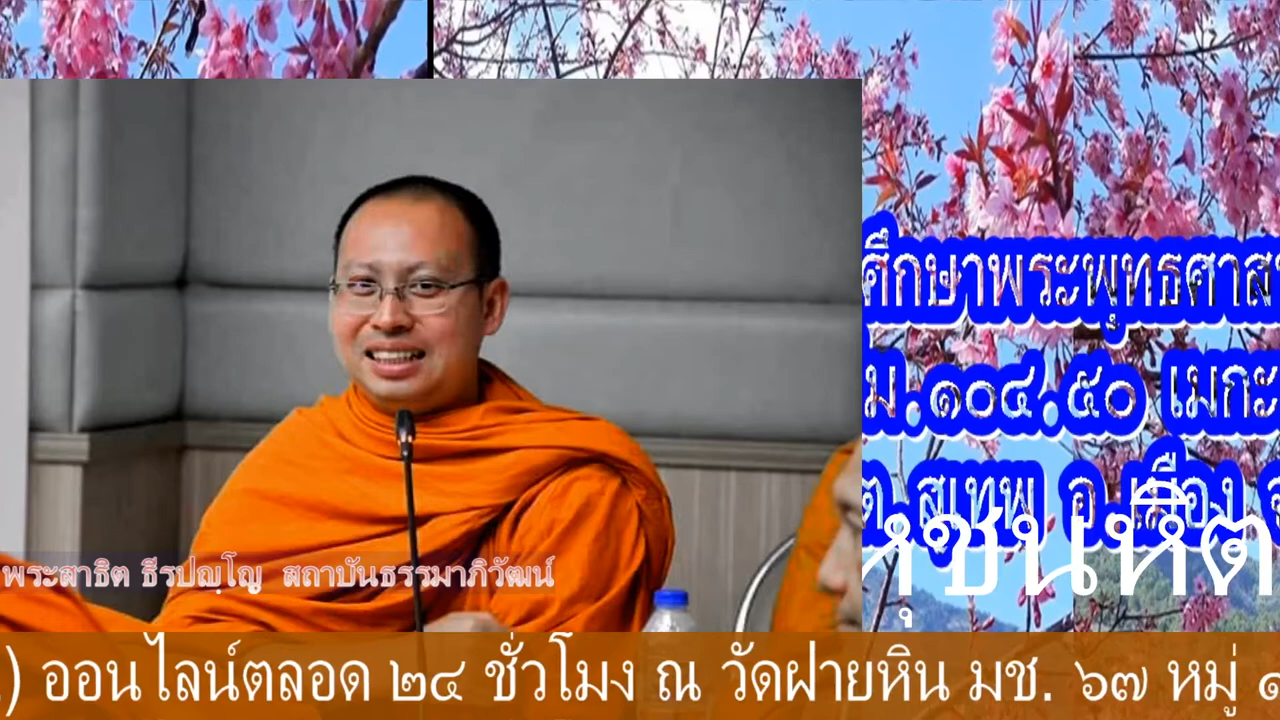 ศึกษาพระพุทธศาส
ม.๑๐๔.๕๐ เมกะ
ต.สุเทพ อ.เมือง จ
หุชนหิต
พระสาธิต ธีรปญฺโญ สถาบันธรรมาภิวัฒน์
.) ออนไลน์ตลอด ๒๔ ชั่วโมง ณ วัดฝายหิน มช. ๖๗ หมู่ ๑